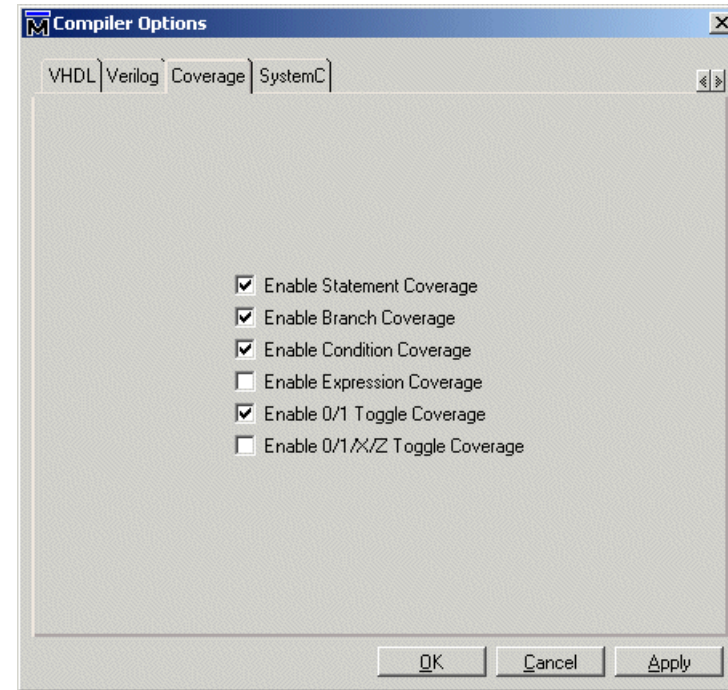 Compiler Options
VHDL Verilog Coverage SystemC
Enable Statement Coverage
Enable Branch Coverage
Enable Condition Coverage
Enable Expression Coverage
Enable 0/1 Toggle Coverage
Enable 0/1/X/Z Toggle Coverage
OK Cancel Apply